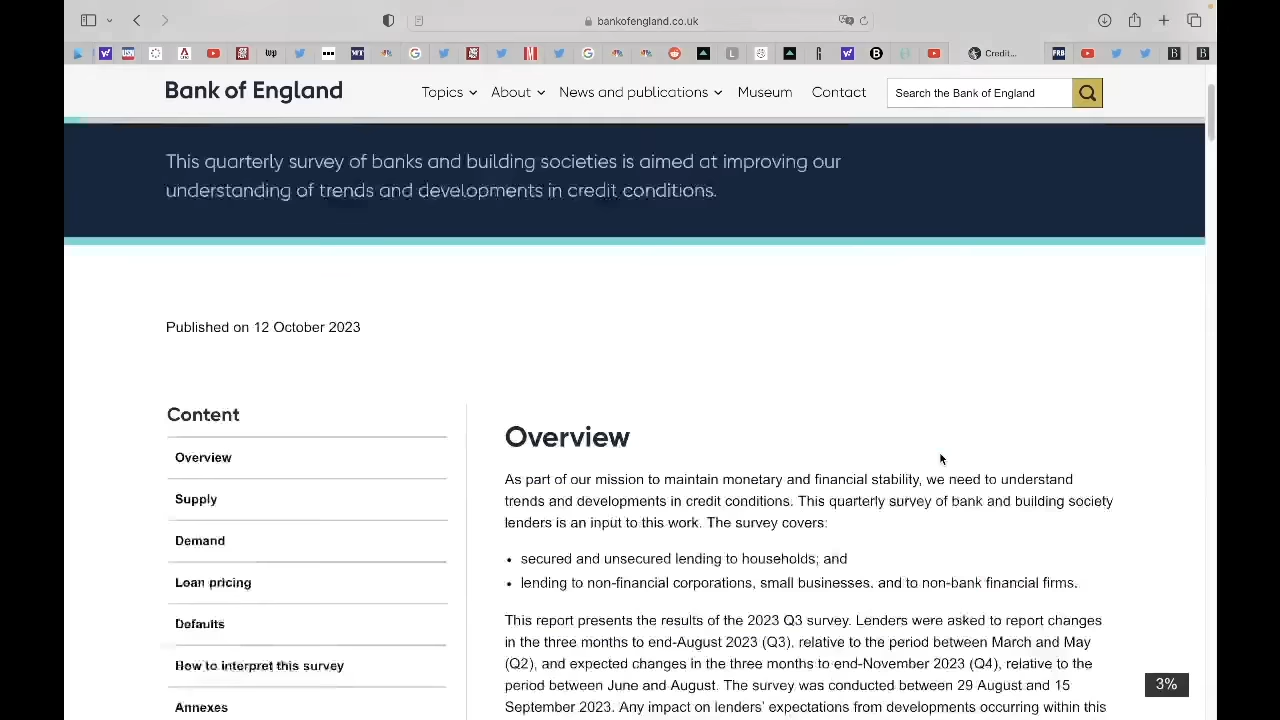 bankofengland.co.uk
Credit...
FRB
Bank of England
Topics
About
News and publications
Museum
Contact
Search the Bank of England
This quarterly survey of banks and building societies is aimed at improving our
understanding of trends and developments in credit conditions.
Published on 12 October 2023
Content
Overview
Supply
Demand
Loan pricing
Defaults
How to interpret this survey
Annexes
Overview
As part of our mission to maintain monetary and financial stability, we need to understand
trends and developments in credit conditions. This quarterly survey of bank and building society
lenders is an input to this work. The survey covers:
• secured and unsecured lending to households; and
• lending to non-financial corporations, small businesses. and to non-bank financial firms.
This report presents the results of the 2023 Q3 survey. Lenders were asked to report changes
in the three months to end-August 2023 (Q3), relative to the period between March and May
(Q2), and expected changes in the three months to end-November 2023 (Q4), relative to the
period between June and August. The survey was conducted between 29 August and 15
September 2023. Any impact on lenders' expectations from developments occurring within this
3%